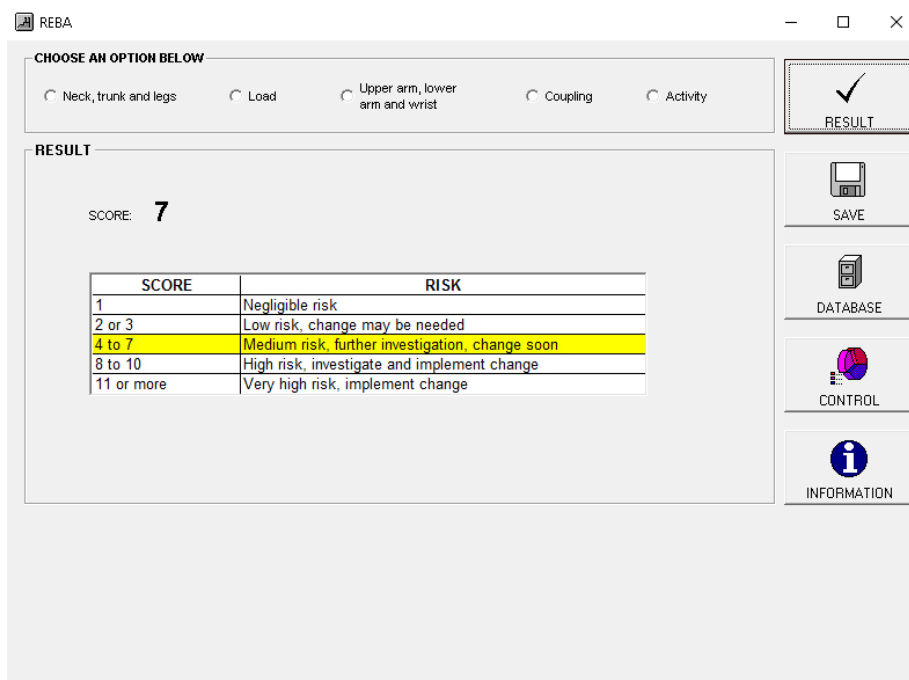 REBA
CHOOSE AN OPTION BELOW
Neck, trunk and legs
Load
Upper arm, lower
arm and wrist
Coupling
Activity
RESULT
RESULT
SCORE: 7
SCORE RISK
1 Negligible risk
2 or 3 Low risk, change may be needed
4 to 7 Medium risk, further investigation, change soon
8 to 10 High risk, investigate and implement change
11 or more Very high risk, implement change
SAVE
DATABASE
CONTROL
INFORMATION